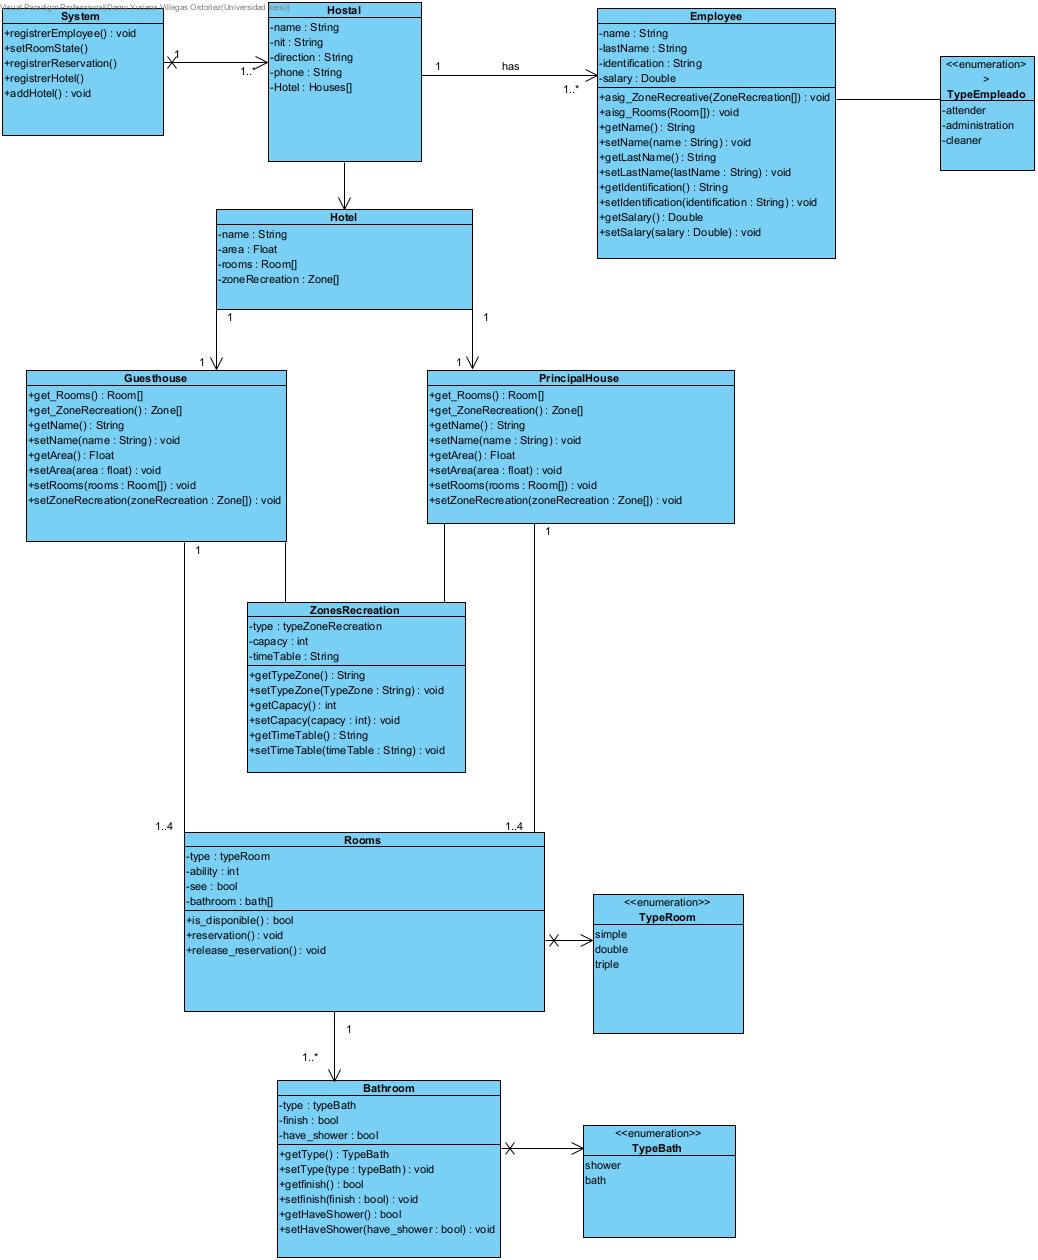 Visual Paradigm Professional(Damy Yusiana Villegas Ordoñez(Universidad Icesi))
System
+registrerEmployee() : void
+setRoomState()
+registrerReservation()
+registrerHotel()
+addHotel() : void
1
1..*
Hostal
-name : String
-nit : String
-direction : String
-phone : String
-Hotel : Houses[]
1
has
1..*
Employee
-name : String
-lastName : String
-identification : String
-salary : Double
+asig_ZoneRecreative(ZoneRecreation[]) : void
+aisg_Rooms(Room[]) : void
+getName() : String
+setName(name : String) : void
+getLastName() : String
+setLastName(lastName : String) : void
+getIdentification() : String
+setIdentification(identification : String) : void
+getSalary() : Double
+setSalary(salary : Double) : void
<<enumeration>
>
TypeEmpleado
-attender
-administration
-cleaner
Hotel
-name : String
-area : Float
-rooms : Room[]
-zoneRecreation : Zone[]
1
1
1
1
Guesthouse
+get_Rooms() : Room[]
+get_ZoneRecreation() : Zone[]
+getName() : String
+setName(name : String) : void
+getArea() : Float
+setArea(area : float) : void
+setRooms(rooms : Room[]) : void
+setZoneRecreation(zoneRecreation : Zone[]) : void
PrincipalHouse
+get_Rooms() : Room[]
+get_ZoneRecreation() : Zone[]
+getName() : String
+setName(name : String) : void
+getArea() : Float
+setArea(area : float) : void
+setRooms(rooms : Room[]) : void
+setZoneRecreation(zoneRecreation : Zone[]) : void
1
1
ZonesRecreation
-type : typeZoneRecreation
-capacy : int
-timeTable : String
+getTypeZone() : String
+setTypeZone(TypeZone : String) : void
+getCapacy() : int
+setCapacy(capacy : int) : void
+getTimeTable() : String
+setTimeTable(timeTable : String) : void
1..4
1..4
Rooms
-type : typeRoom
-ability : int
-see : bool
-bathroom : bath[]
+is_disponible() : bool
+reservation() : void
+release_reservation() : void
<<enumeration>>
TypeRoom
simple
double
triple
1
1..*
Bathroom
-type : typeBath
-finish : bool
-have_shower : bool
+getType() : TypeBath
+setType(type : typeBath) : void
+getfinish() : bool
+setfinish(finish : bool) : void
+getHaveShower() : bool
+setHaveShower(have_shower : bool) : void
<<enumeration>>
TypeBath
shower
bath